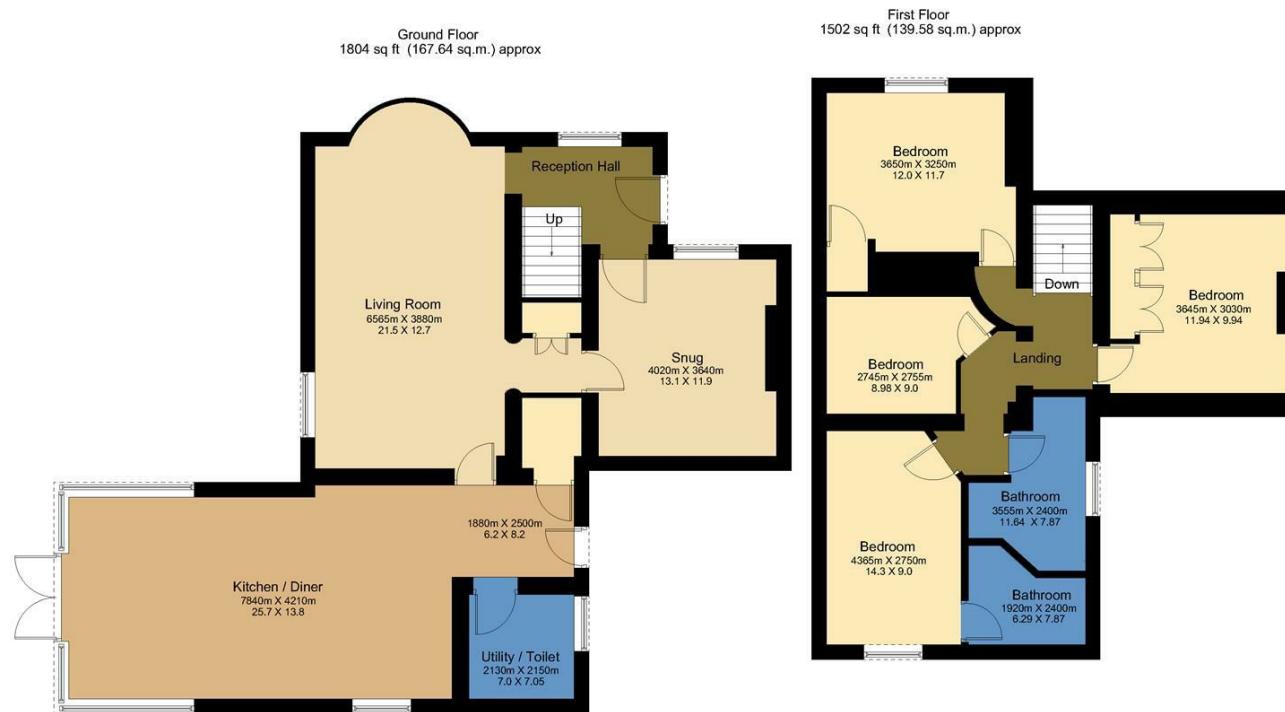 Ground Floor
1804 sq ft (167.64 sq.m.) approx
Reception Hall
Up
Living Room
6565m X 3880m
21.5 X 12.7
Snug
4020m X 3640m
13.1 X 11.9
1880m X 2500m
6.2 X 8.2
Kitchen / Diner
7840m X 4210m
25.7 X 13.8
Utility / Toilet
2130m X 2150m
7.0 X 7.05
First Floor
1502 sq ft (139.58 sq.m.) approx
Bedroom
3650m X 3250m
12.0 X 11.7
Down
Bedroom
3645m X 3030m
11.94 X 9.94
Bedroom
2745m X 2755m
8.98 X 9.0
Landing
Bathroom
3555m X 2400m
11.64 X 7.87
Bedroom
4365m X 2750m
14.3 X 9.0
Bathroom
1920m X 2400m
6.29 X 7.87